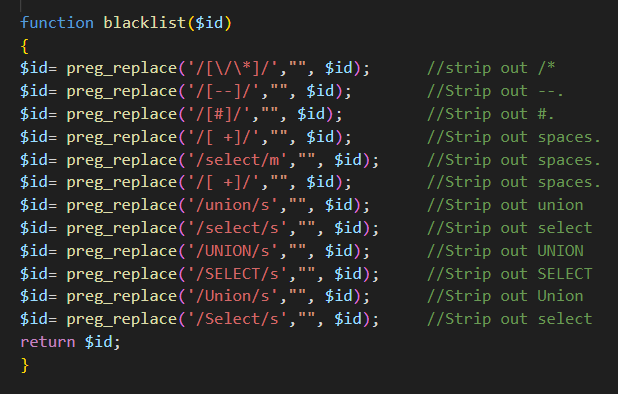 function blacklist($id)
{
$id= preg_replace('/[\/\*]/',"", $id);      //strip out /*
$id= preg_replace('/[--]/',"", $id);        //Strip out --.
$id= preg_replace('/[#]/',"", $id);         //Strip out #.
$id= preg_replace('/[ +]/',"", $id);        //Strip out spaces.
$id= preg_replace('/select/m',"", $id);     //Strip out spaces.
$id= preg_replace('/[ +]/',"", $id);        //Strip out spaces.
$id= preg_replace('/union/s',"", $id);      //Strip out union
$id= preg_replace('/select/s',"", $id);     //Strip out select
$id= preg_replace('/UNION/s',"", $id);      //Strip out UNION
$id= preg_replace('/SELECT/s',"", $id);     //Strip out SELECT
$id= preg_replace('/Union/s',"", $id);      //Strip out Union
$id= preg_replace('/Select/s',"", $id);     //Strip out select
return $id;
}